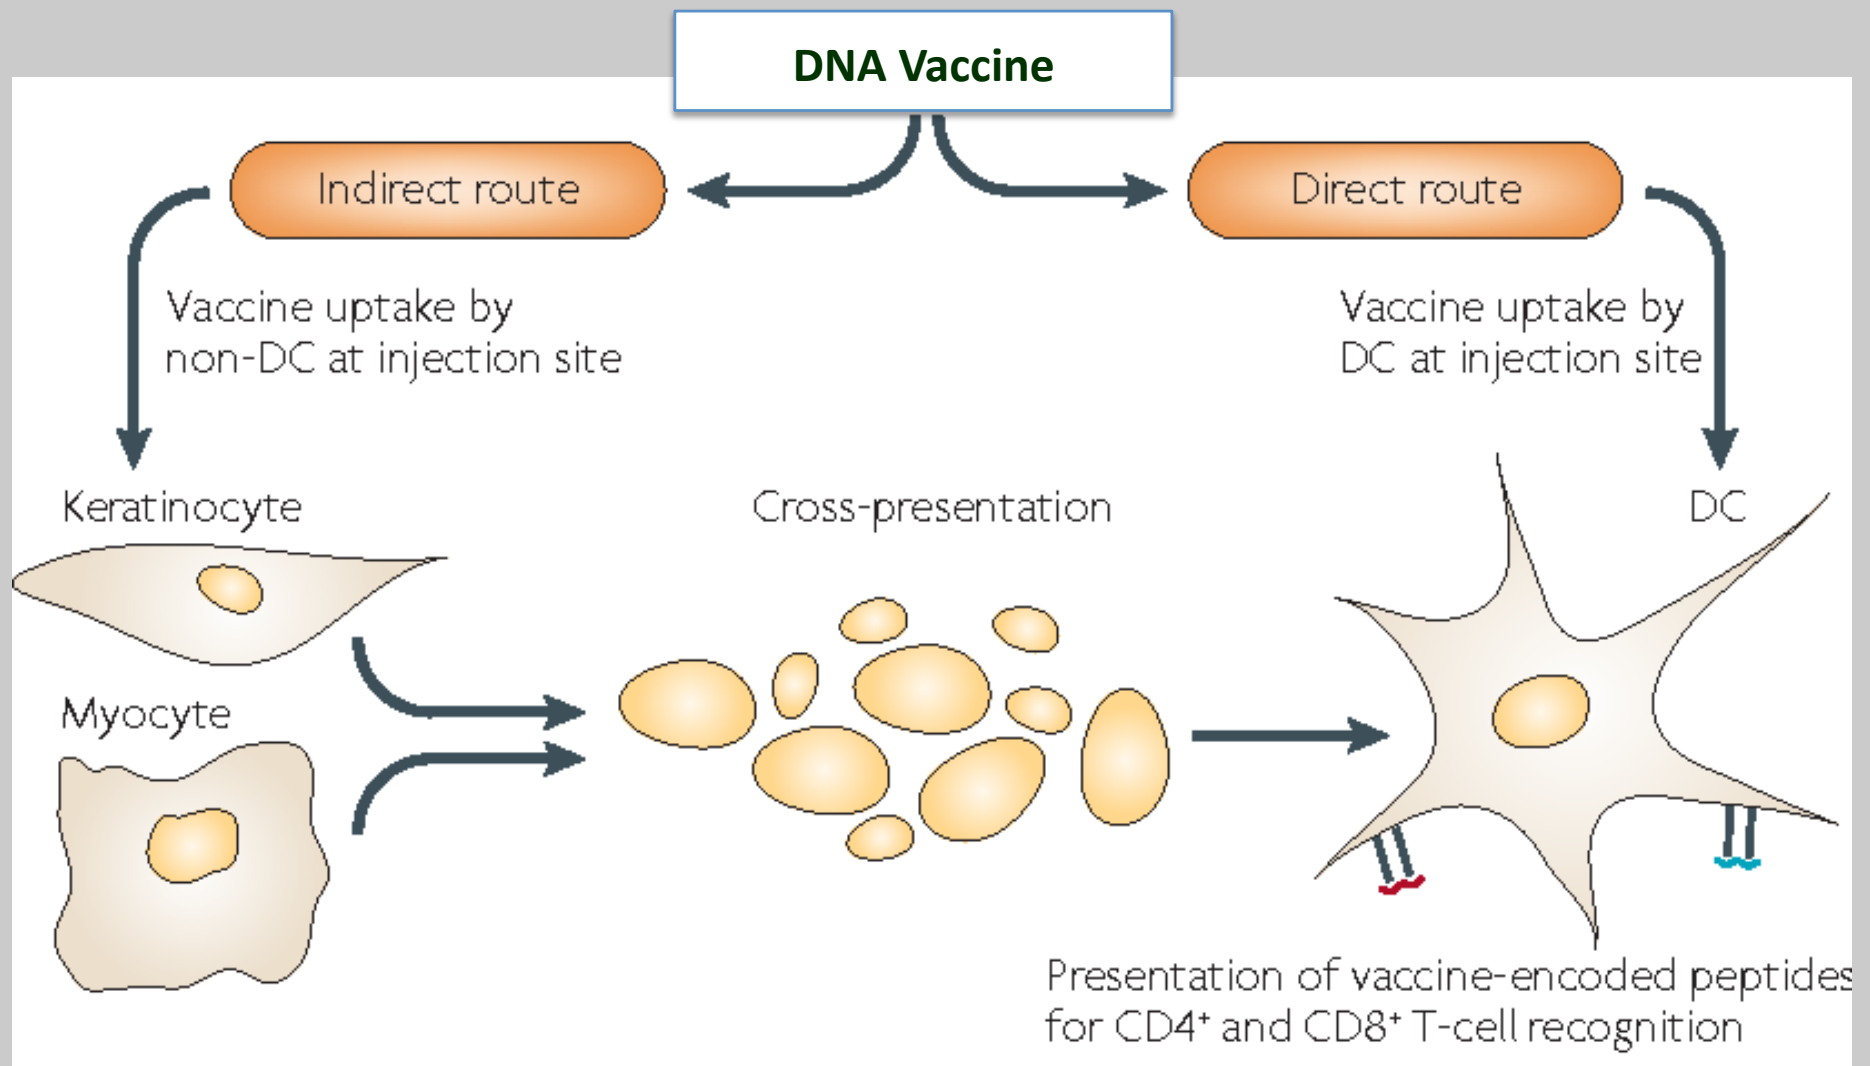 DNA Vaccine
Indirect route
Direct route
Vaccine uptake by
non-DC at injection site
Vaccine uptake by
DC at injection site
Keratinocyte
Cross-presentation
DC
Myocyte
Presentation of vaccine-encoded peptides
for CD4⁺ and CD8⁺ T-cell recognition